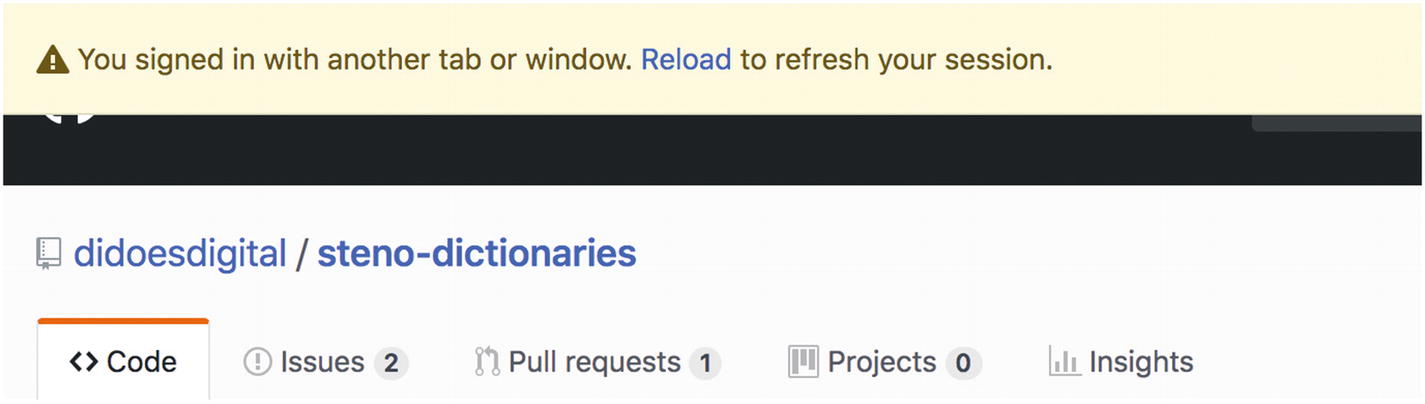 You signed in with another tab or window. Reload to refresh your session.
didoesdigital / steno-dictionaries
Code Issues 2 Pull requests 1 Projects 0 Insights